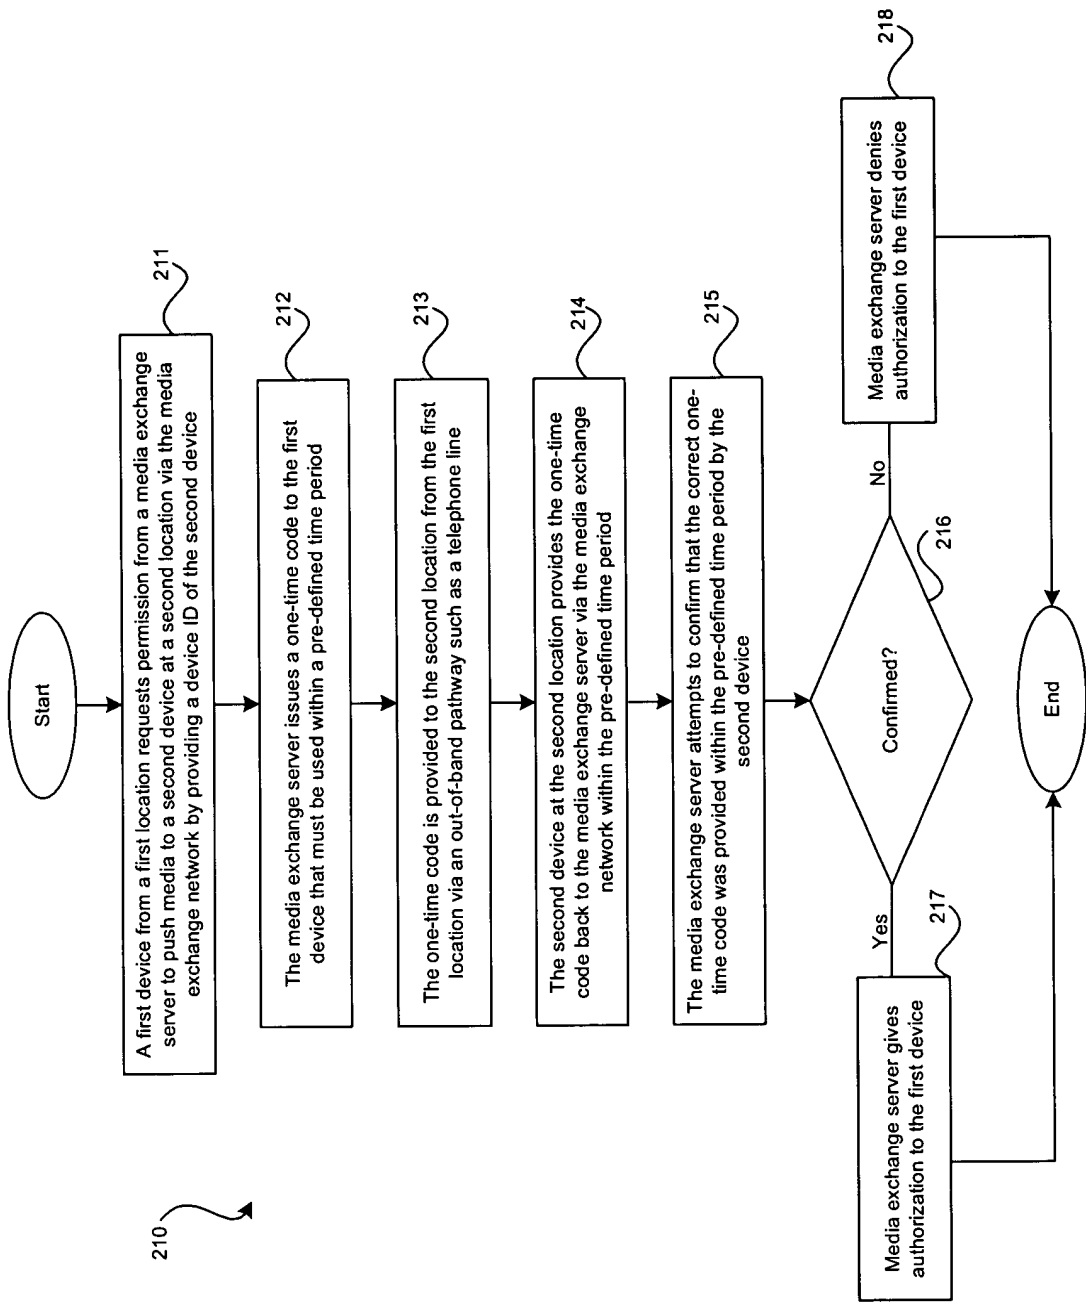 210
Start
211
A first device from a first location requests permission from a media exchange
server to push media to a second device at a second location via the media
exchange network by providing a device ID of the second device
212
The media exchange server issues a one-time code to the first
device that must be used within a pre-defined time period
213
The one-time code is provided to the second location from the first
location via an out-of-band pathway such as a telephone line
214
The second device at the second location provides the one-time
code back to the media exchange server via the media exchange
network within the pre-defined time period
215
The media exchange server attempts to confirm that the correct one-
time code was provided within the pre-defined time period by the
second device
216
Confirmed?
Yes
No
217
Media exchange server gives
authorization to the first device
218
Media exchange server denies
authorization to the first device
End